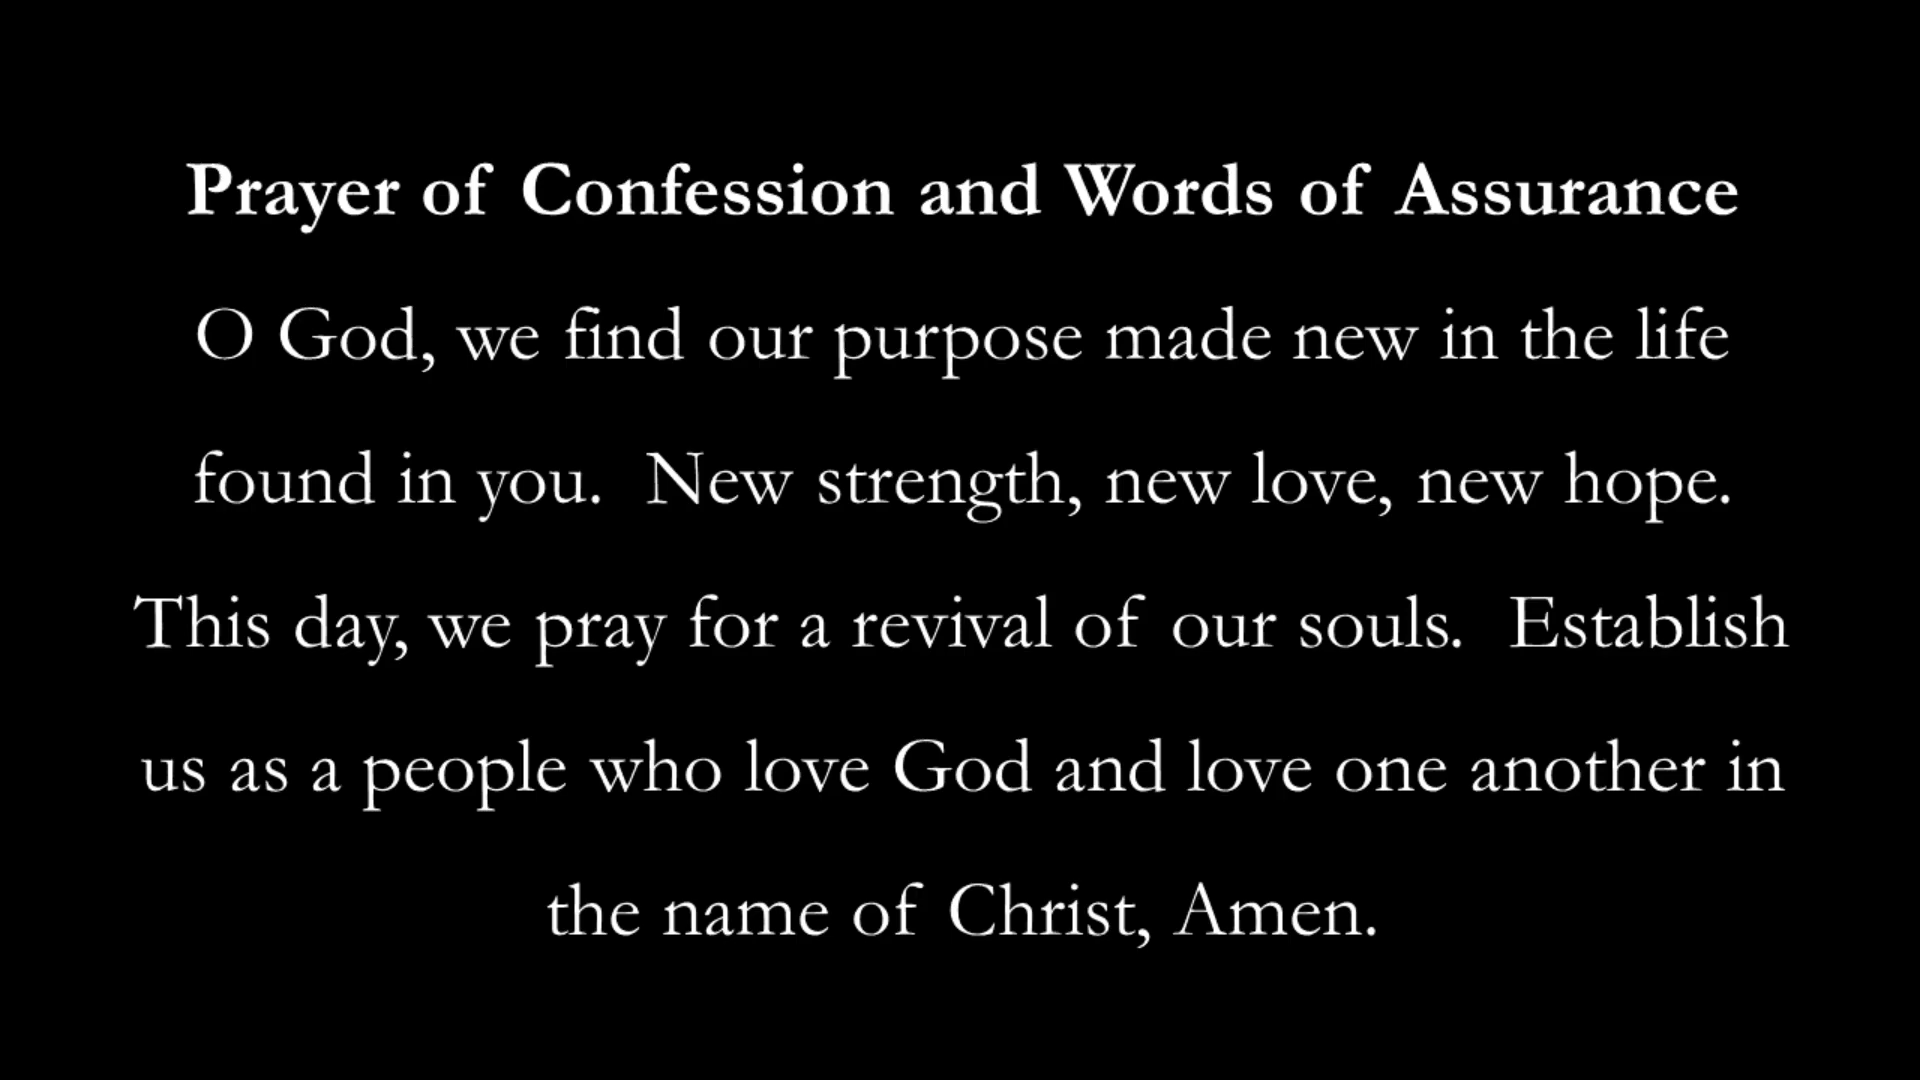 Prayer of Confession and Words of Assurance
O God, we find our purpose made new in the life
found in you.  New strength, new love, new hope.
This day, we pray for a revival of our souls.  Establish
us as a people who love God and love one another in
the name of Christ, Amen.